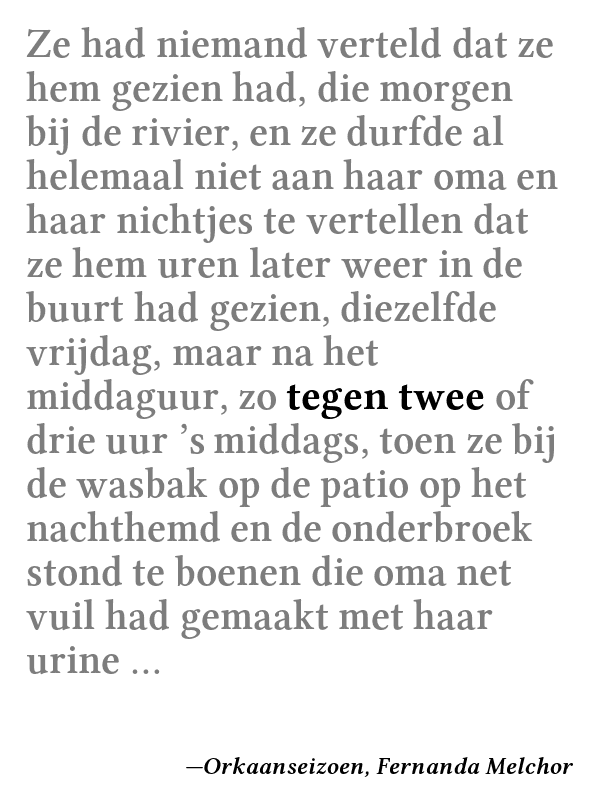 Ze had niemand verteld dat ze
hem gezien had, die morgen
bij de rivier, en ze durfde al
helemaal niet aan haar oma en
haar nichtjes te vertellen dat
ze hem uren later weer in de
buurt had gezien, diezelfde
vrijdag, maar na het
middaguur, zo tegen twee of
drie uur ’s middags, toen ze bij
de wasbak op de patio op het
nachthemd en de onderbroek
stond te boenen die oma net
vuil had gemaakt met haar
urine …
—Orkaanseizoen, Fernanda Melchor